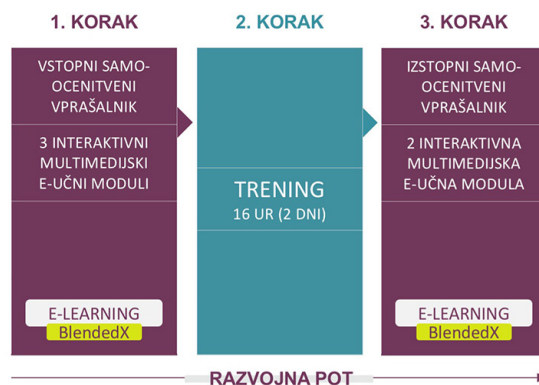 1. KORAK
VSTOPNI SAMO-
OCENITVENI
VPRAŠALNIK
3 INTERAKTIVNI
MULTIMEDIJSKI
E-UČNI MODULI
E-LEARNING
BlendedX
2. KORAK
TRENING
16 UR (2 DNI)
3. KORAK
IZSTOPNI SAMO-
OCENITVENI
VPRAŠALNIK
2 INTERAKTIVNA
MULTIMEDIJSKA
E-UČNA MODULA
E-LEARNING
BlendedX
RAZVOJNA POT